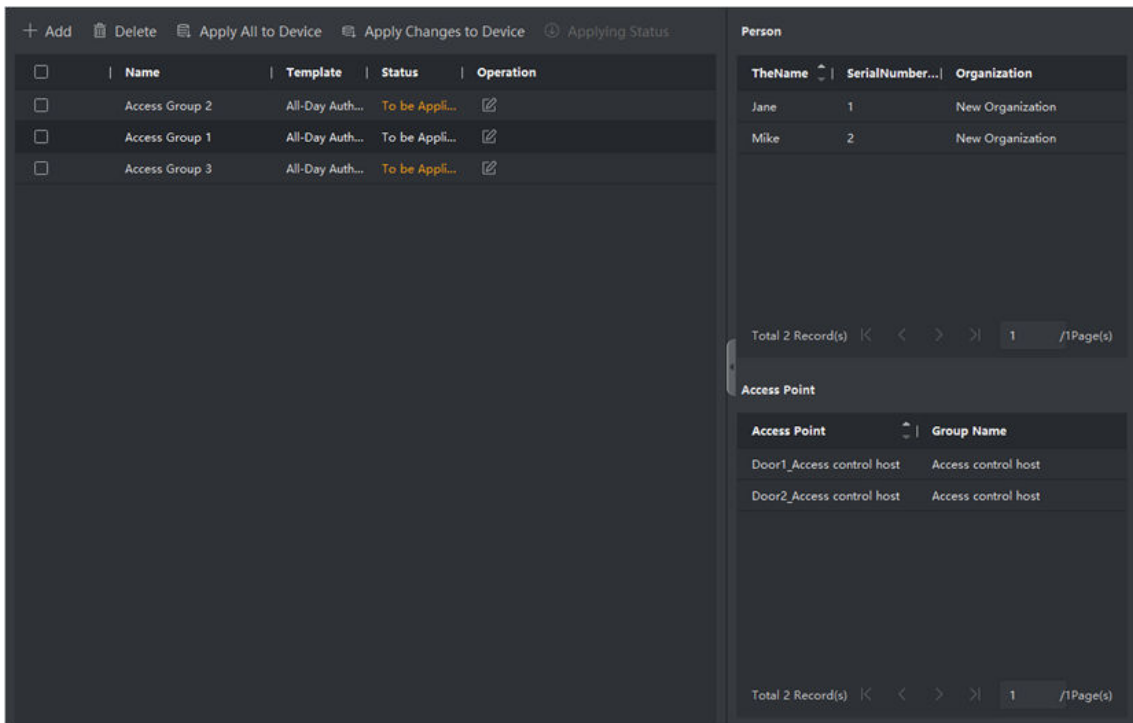 Add Delete Apply All to Device Apply Changes to Device Applying Status
Name Template Status Operation
Access Group 2 All-Day Auth... To be Appli...
Access Group 1 All-Day Auth... To be Appli...
Access Group 3 All-Day Auth... To be Appli...
Person
TheName SerialNumber... Organization
Jane 1 New Organization
Mike 2 New Organization
Total 2 Record(s) 1 /1Page(s)
Access Point
Access Point Group Name
Door1_Access control host Access control host
Door2_Access control host Access control host
Total 2 Record(s) 1 /1Page(s)